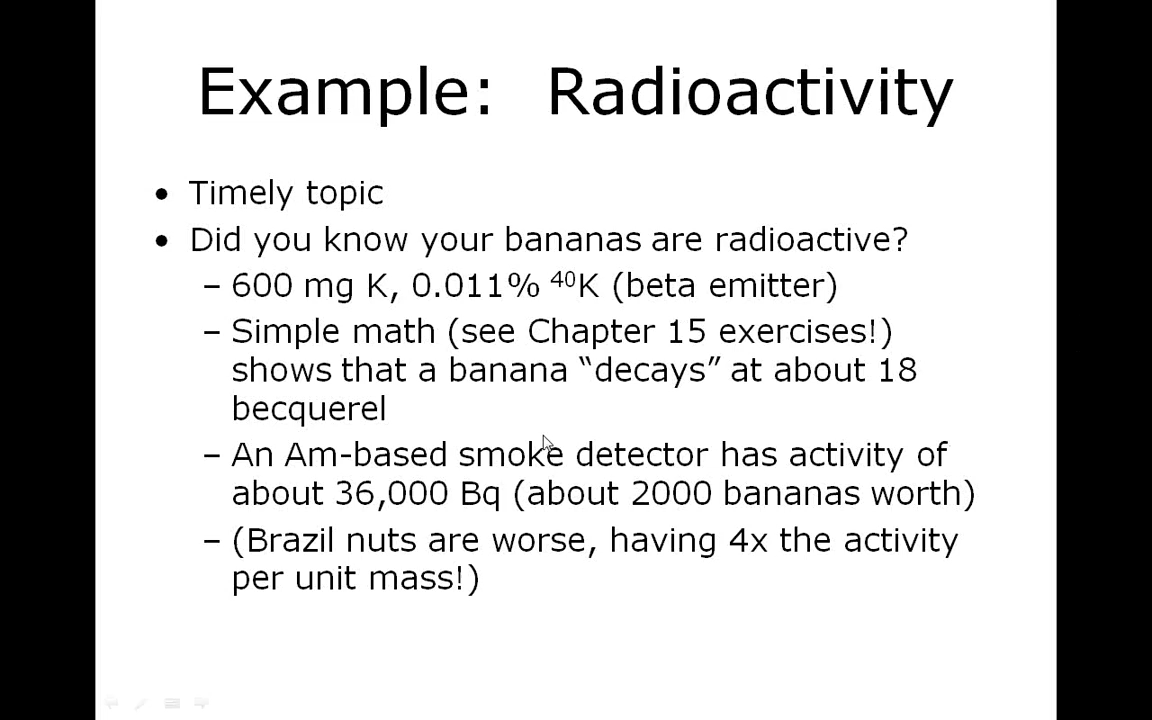 Example: Radioactivity
• Timely topic
• Did you know your bananas are radioactive?
– 600 mg K, 0.011% ⁴⁰K (beta emitter)
– Simple math (see Chapter 15 exercises!)
shows that a banana “decays” at about 18
becquerel
– An Am-based smoke detector has activity of
about 36,000 Bq (about 2000 bananas worth)
– (Brazil nuts are worse, having 4x the activity
per unit mass!)